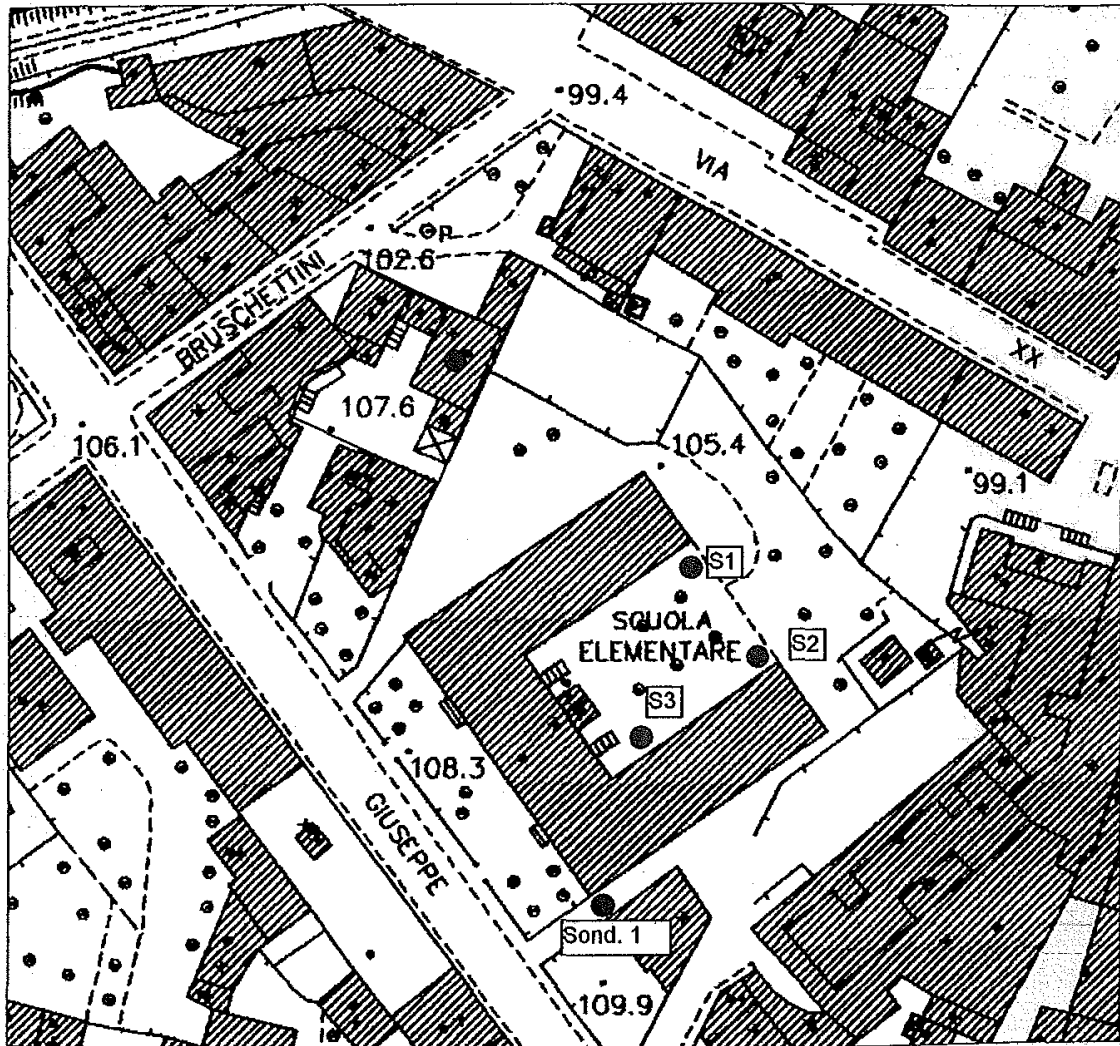 99.4
VIA
102.6
BRUSCHETTINI
XX
107.6
106.1
105.4
99.1
S1
SCUOLA
ELEMENTARE
S2
S3
108.3
GIUSEPPE
Sond. 1
109.9